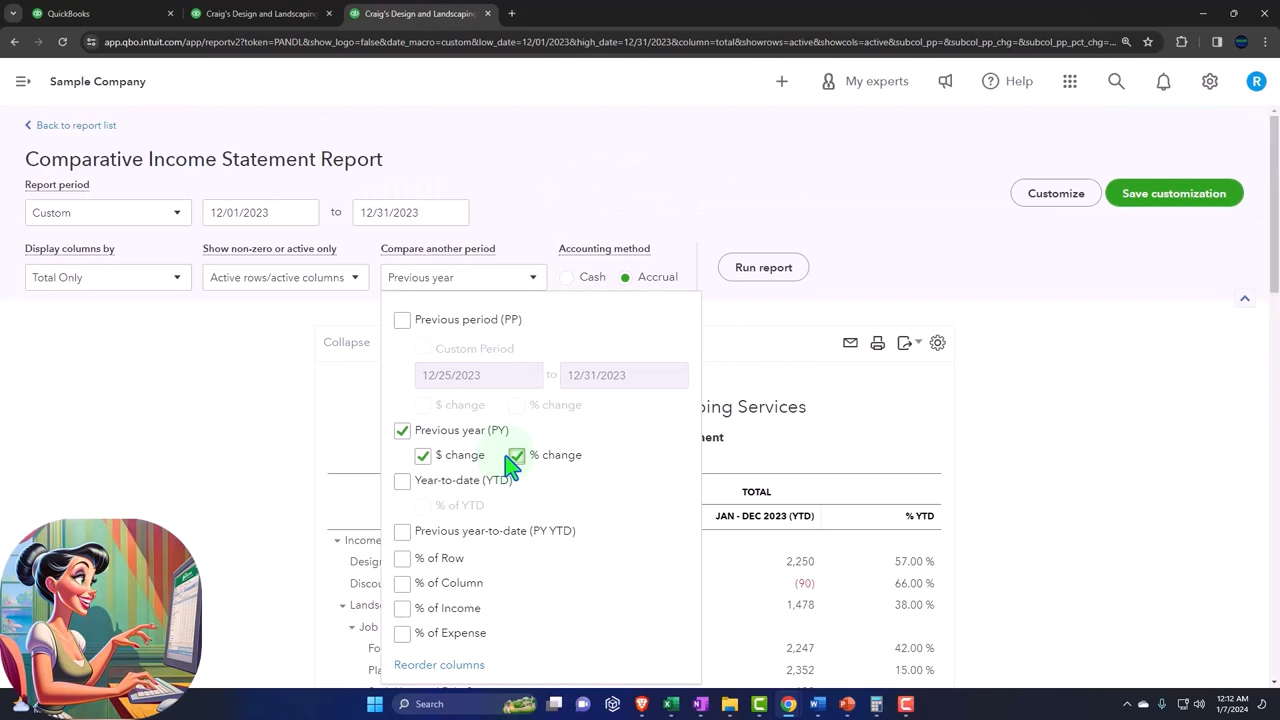 QuickBooks
Craig's Design and Landscaping
Craig's Design and Landscaping
app.qbo.intuit.com/app/reportv2?token=PANDL&show_logo=false&date_macro=custom&low_date=12/01/2023&high_date=12/31/2023&column=total&showrows=active&showcols=active&subcol_pp=&subcol_pp_chg=&subcol_pp_pct_chg=...
Sample Company
My experts
Help
R
Back to report list
Comparative Income Statement Report
Report period
Custom
12/01/2023
to
12/31/2023
Customize
Save customization
Display columns by
Show non-zero or active only
Compare another period
Accounting method
Total Only
Active rows/active columns
Previous year
Cash
Accrual
Run report
Previous period (PP)
Custom Period
12/25/2023
to
12/31/2023
$ change
% change
Previous year (PY)
$ change
% change
Year-to-date (YTD)
% of YTD
Previous year-to-date (PY YTD)
% of Row
% of Column
% of Income
% of Expense
Reorder columns
Collapse
ping Services
ment
TOTAL
JAN - DEC 2023 (YTD)
% YTD
Income
Design
2,250
57.00 %
Discou
(90)
66.00 %
Landsc
1,478
38.00 %
Job
Fo
2,247
42.00 %
Pla
2,352
15.00 %
Search
12:12 AM
1/7/2024